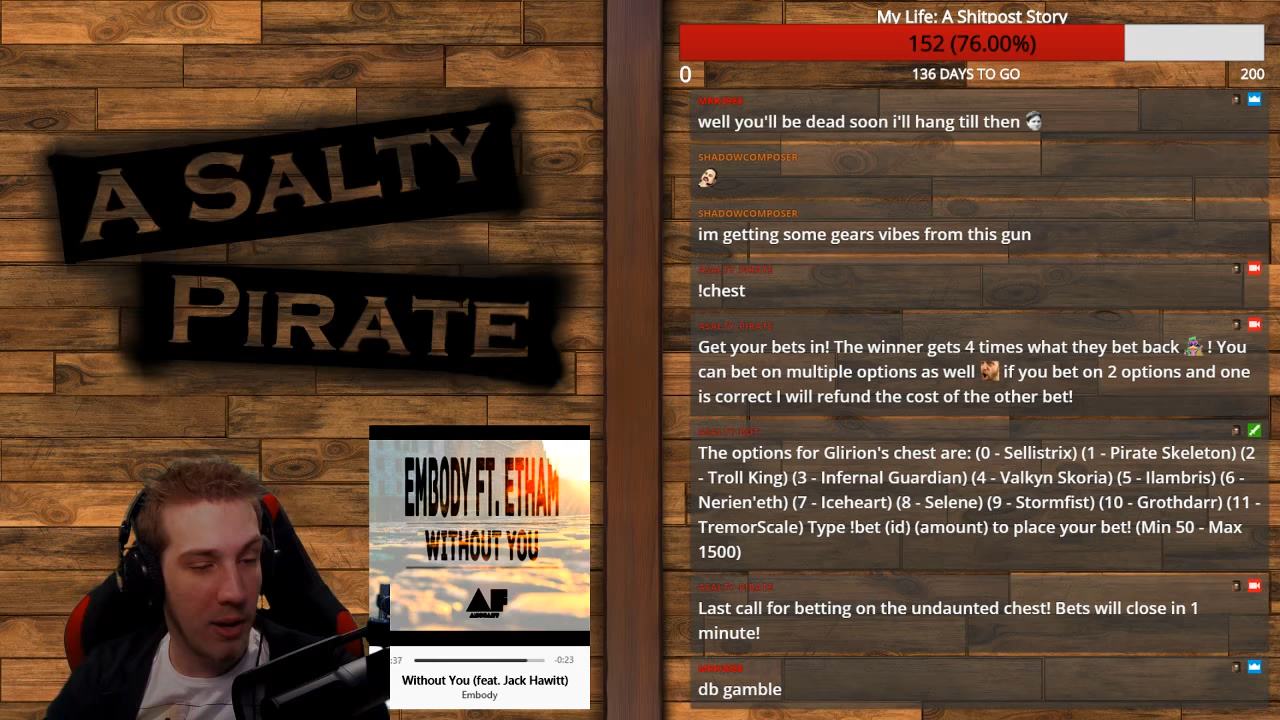 A SALTY
PIRATE
EMBODY FT. ETHAM
WITHOUT YOU
AF
:37
-0:23
Without You (feat. Jack Hawitt)
Embody
My Life: A Shitpost Story
152 (76.00%)
0
136 DAYS TO GO
200
well you'll be dead soon i'll hang till then
SHADOWCOMPOSER
SHADOWCOMPOSER
im getting some gears vibes from this gun
ASALTY_PIRATE
!chest
ASALTY_PIRATE
Get your bets in! The winner gets 4 times what they bet back ! You
can bet on multiple options as well if you bet on 2 options and one
is correct I will refund the cost of the other bet!
The options for Glirion's chest are: (0 - Sellistrix) (1 - Pirate Skeleton) (2
- Troll King) (3 - Infernal Guardian) (4 - Valkyn Skoria) (5 - Ilambris) (6 -
Nerien'eth) (7 - Iceheart) (8 - Selene) (9 - Stormfist) (10 - Grothdarr) (11 -
TremorScale) Type !bet (id) (amount) to place your bet! (Min 50 - Max
1500)
ASALTY_PIRATE
Last call for betting on the undaunted chest! Bets will close in 1
minute!
db gamble